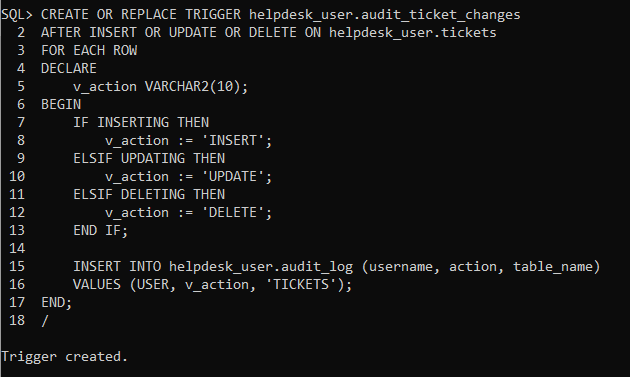 SQL> CREATE OR REPLACE TRIGGER helpdesk_user.audit_ticket_changes
  2  AFTER INSERT OR UPDATE OR DELETE ON helpdesk_user.tickets
  3  FOR EACH ROW
  4  DECLARE
  5      v_action VARCHAR2(10);
  6  BEGIN
  7      IF INSERTING THEN
  8          v_action := 'INSERT';
  9      ELSIF UPDATING THEN
 10          v_action := 'UPDATE';
 11      ELSIF DELETING THEN
 12          v_action := 'DELETE';
 13      END IF;
 14
 15      INSERT INTO helpdesk_user.audit_log (username, action, table_name)
 16      VALUES (USER, v_action, 'TICKETS');
 17  END;
 18  /

Trigger created.